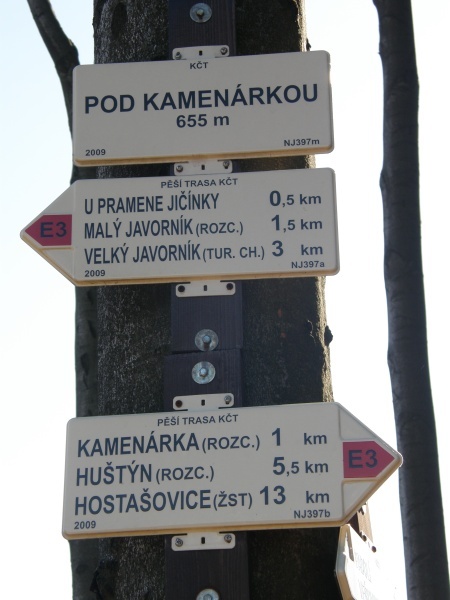 KČT
POD KAMENÁRKOU
655 m
2009 NJ397m
PĚŠÍ TRASA KČT
E3
U PRAMENE JIČÍNKY 0,5 km
MALÝ JAVORNÍK (ROZC.) 1,5 km
VELKÝ JAVORNÍK (TUR. CH.) 3 km
2009 NJ397a
PĚŠÍ TRASA KČT
KAMENÁRKA (ROZC.) 1 km
HUŠTÝN (ROZC.) 5,5 km
HOSTAŠOVICE (ŽST) 13 km
E3
2009 NJ397b